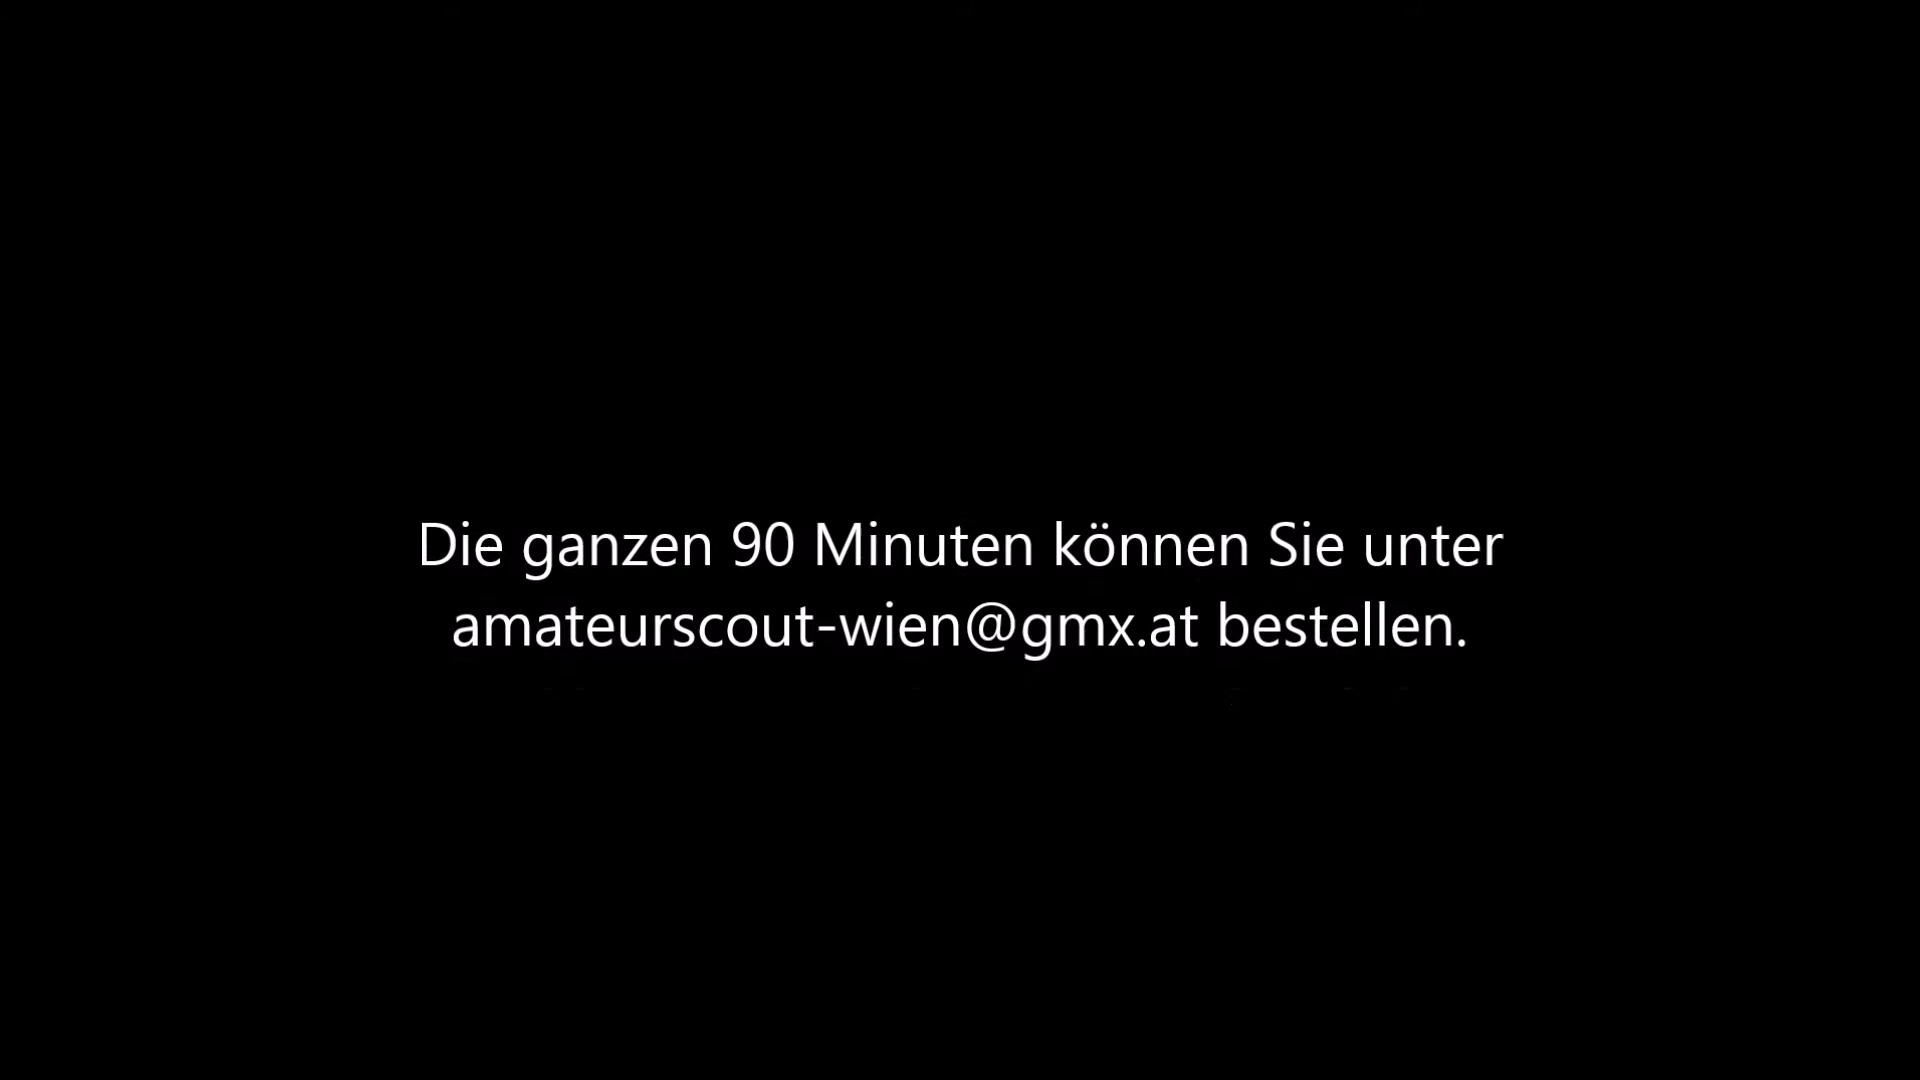 Die ganzen 90 Minuten können Sie unter
amateurscout-wien@gmx.at bestellen.